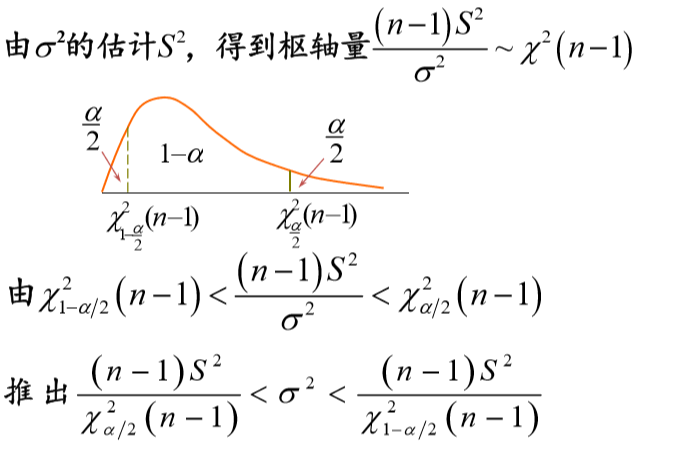 由σ²的估计S²，得到枢轴量(n−1)S²/σ² ~ χ²(n−1)
α/2 1−α α/2
χ²_{1−α/2}(n−1) χ²_{α/2}(n−1)
由χ²_{1−α/2}(n−1) < (n−1)S²/σ² < χ²_{α/2}(n−1)
推出 (n−1)S²/χ²_{α/2}(n−1) < σ² < (n−1)S²/χ²_{1−α/2}(n−1)